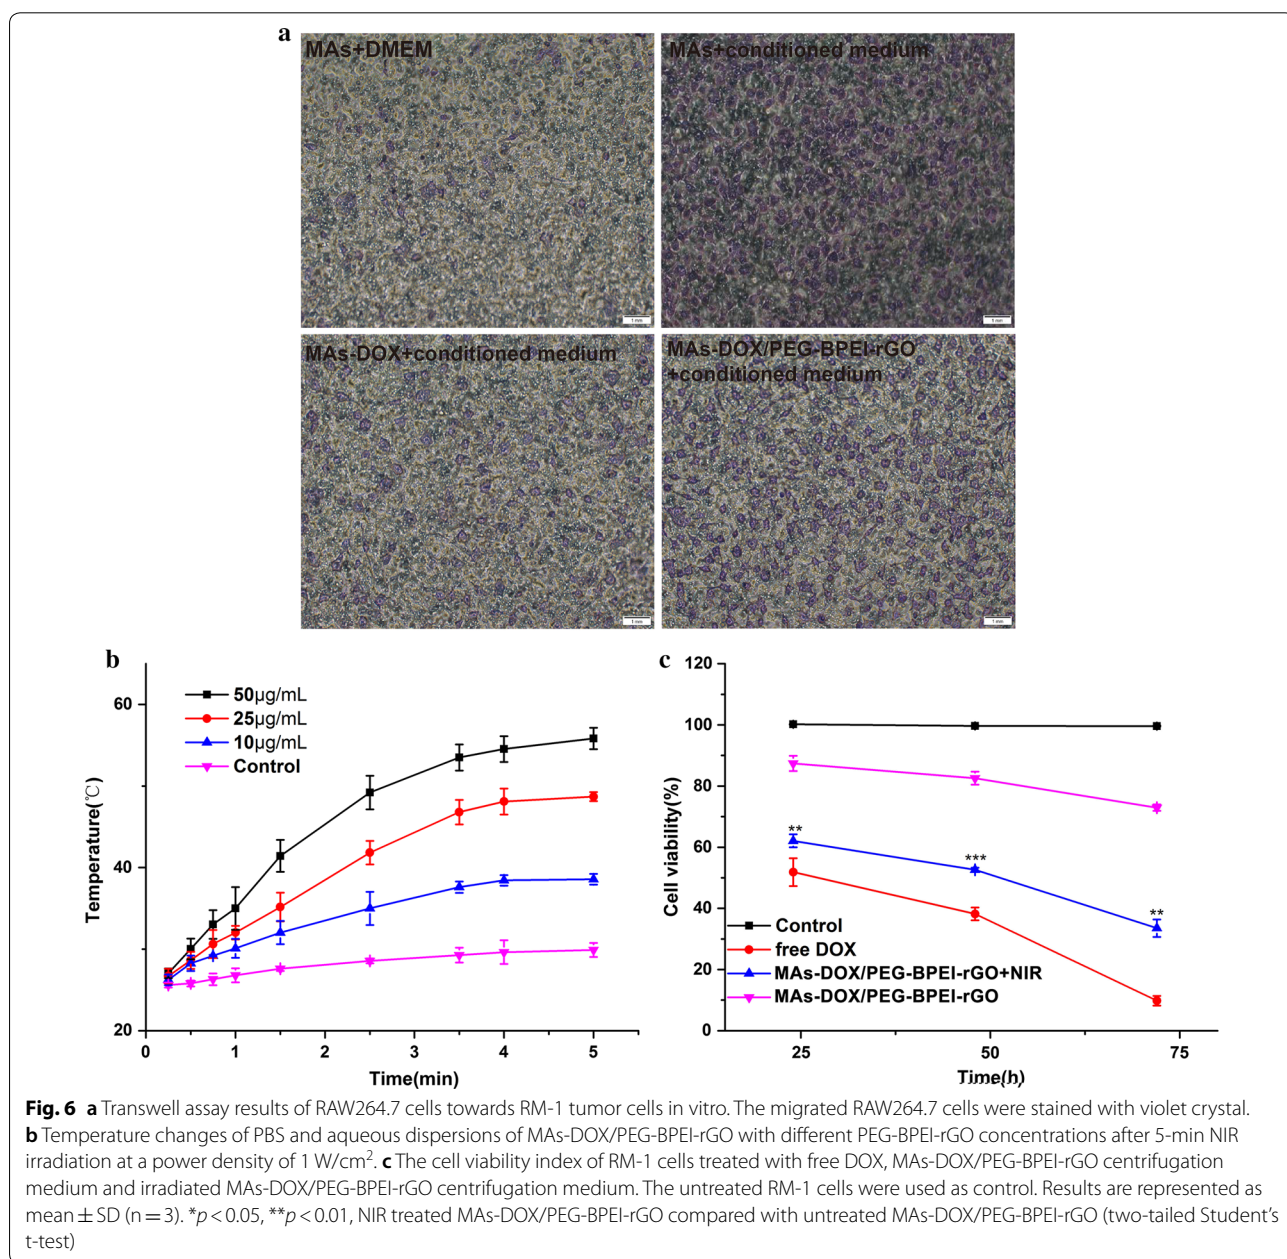 a
MAs+DMEM
MAs+conditioned medium
1 mm
1 mm
MAs-DOX+conditioned medium
MAs-DOX/PEG-BPEI-rGO
+conditioned medium
1 mm
1 mm
b
60
40
20
Temperature(℃)
50μg/mL
25μg/mL
10μg/mL
Control
0
1
2
3
4
5
Time(min)
c
120
100
80
60
40
20
0
Cell viability(%)
**
***
**
Control
free DOX
MAs-DOX/PEG-BPEI-rGO+NIR
MAs-DOX/PEG-BPEI-rGO
25
50
75
Time(h)
Fig. 6 a Transwell assay results of RAW264.7 cells towards RM-1 tumor cells in vitro. The migrated RAW264.7 cells were stained with violet crystal.
b Temperature changes of PBS and aqueous dispersions of MAs-DOX/PEG-BPEI-rGO with different PEG-BPEI-rGO concentrations after 5-min NIR
irradiation at a power density of 1 W/cm². c The cell viability index of RM-1 cells treated with free DOX, MAs-DOX/PEG-BPEI-rGO centrifugation
medium and irradiated MAs-DOX/PEG-BPEI-rGO centrifugation medium. The untreated RM-1 cells were used as control. Results are represented as
mean ± SD (n = 3). *p < 0.05, **p < 0.01, NIR treated MAs-DOX/PEG-BPEI-rGO compared with untreated MAs-DOX/PEG-BPEI-rGO (two-tailed Student's
t-test)